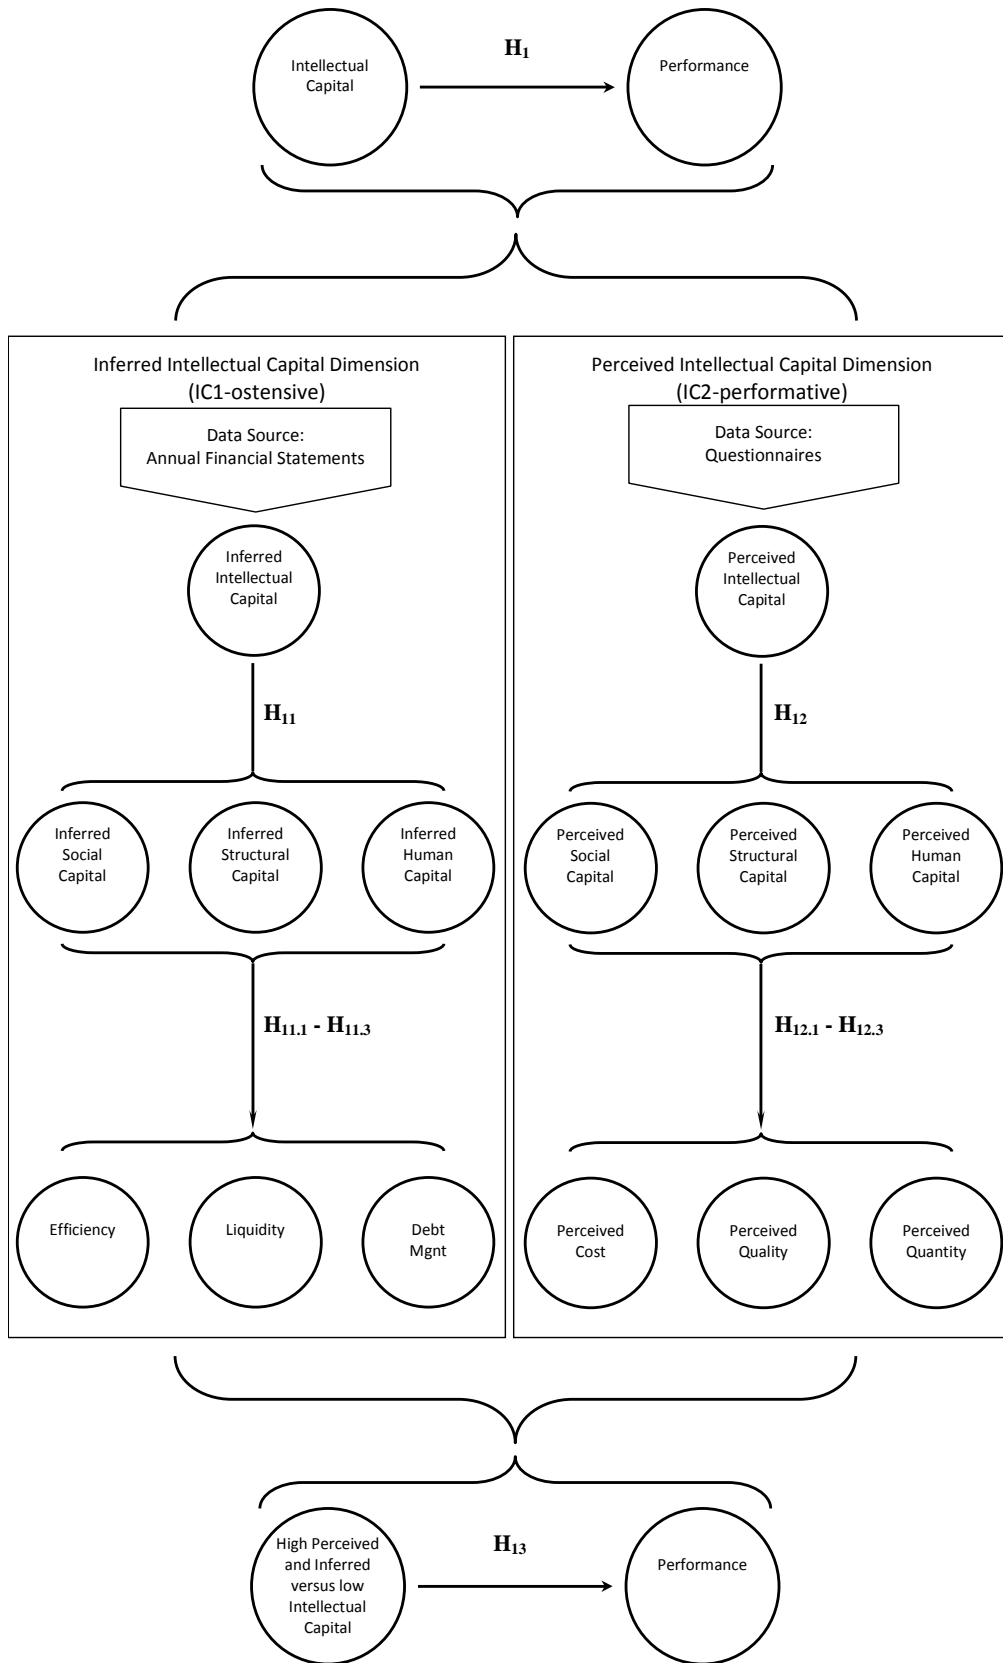 H1
Intellectual
Capital
Performance
Inferred Intellectual Capital Dimension
(IC1-ostensive)
Data Source:
Annual Financial Statements
Inferred
Intellectual
Capital
H11
Inferred
Social
Capital
Inferred
Structural
Capital
Inferred
Human
Capital
H11.1 - H11.3
Efficiency
Liquidity
Debt
Mgnt
Perceived Intellectual Capital Dimension
(IC2-performative)
Data Source:
Questionnaires
Perceived
Intellectual
Capital
H12
Perceived
Social
Capital
Perceived
Structural
Capital
Perceived
Human
Capital
H12.1 - H12.3
Perceived
Cost
Perceived
Quality
Perceived
Quantity
High Perceived
and Inferred
versus low
Intellectual
Capital
H13
Performance